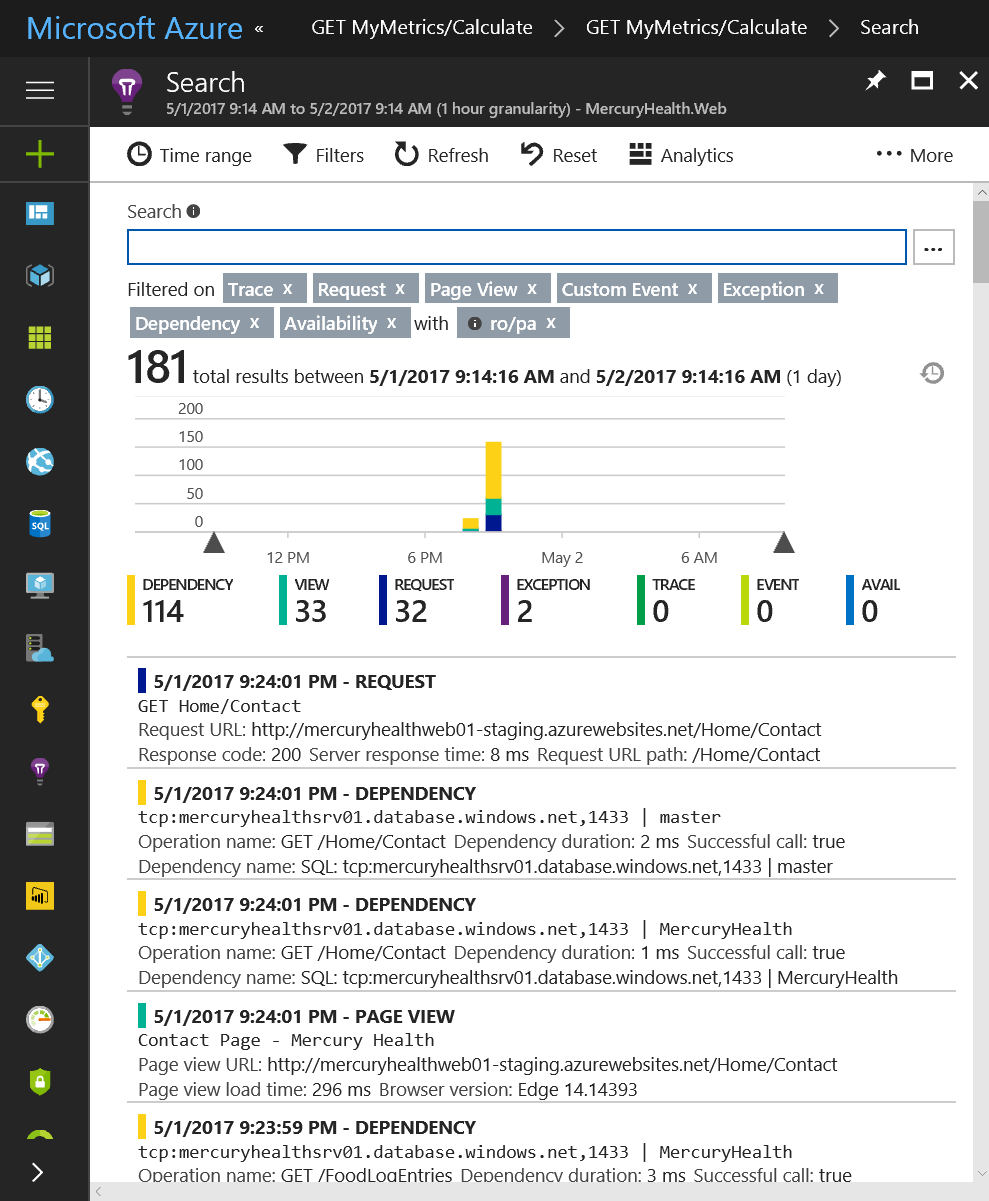 Microsoft Azure « GET MyMetrics/Calculate > GET MyMetrics/Calculate > Search
Search
5/1/2017 9:14 AM to 5/2/2017 9:14 AM (1 hour granularity) - MercuryHealth.Web
Time range Filters Refresh Reset Analytics ••• More
Search
...
Filtered on Trace x Request x Page View x Custom Event x Exception x
Dependency x Availability x with ro/pa x
181 total results between 5/1/2017 9:14:16 AM and 5/2/2017 9:14:16 AM (1 day)
200
150
100
50
0
12 PM 6 PM May 2 6 AM
DEPENDENCY VIEW REQUEST EXCEPTION TRACE EVENT AVAIL
114 33 32 2 0 0 0
5/1/2017 9:24:01 PM - REQUEST
GET Home/Contact
Request URL: http://mercuryhealthweb01-staging.azurewebsites.net/Home/Contact
Response code: 200 Server response time: 8 ms Request URL path: /Home/Contact
5/1/2017 9:24:01 PM - DEPENDENCY
tcp:mercuryhealthsrv01.database.windows.net,1433 | master
Operation name: GET /Home/Contact Dependency duration: 2 ms Successful call: true
Dependency name: SQL: tcp:mercuryhealthsrv01.database.windows.net,1433 | master
5/1/2017 9:24:01 PM - DEPENDENCY
tcp:mercuryhealthsrv01.database.windows.net,1433 | MercuryHealth
Operation name: GET /Home/Contact Dependency duration: 1 ms Successful call: true
Dependency name: SQL: tcp:mercuryhealthsrv01.database.windows.net,1433 | MercuryHealth
5/1/2017 9:24:01 PM - PAGE VIEW
Contact Page - Mercury Health
Page view URL: http://mercuryhealthweb01-staging.azurewebsites.net/Home/Contact
Page view load time: 296 ms Browser version: Edge 14.14393
5/1/2017 9:23:59 PM - DEPENDENCY
tcp:mercuryhealthsrv01.database.windows.net,1433 | MercuryHealth
Operation name: GET /FoodLogEntries Dependency duration: 3 ms Successful call: true
SQL